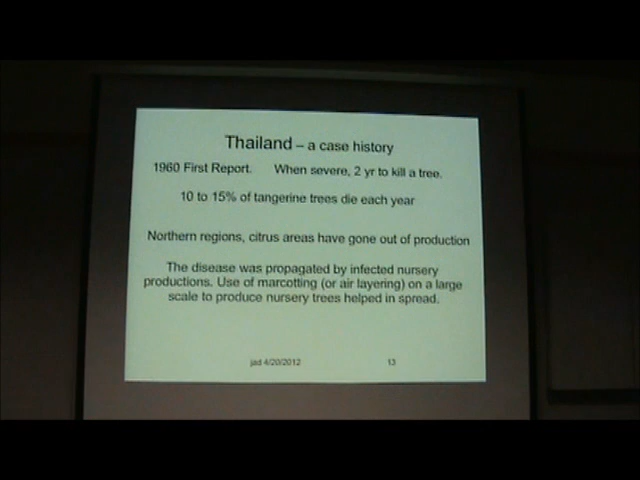 Thailand – a case history
1960 First Report. When severe, 2 yr to kill a tree.
10 to 15% of tangerine trees die each year
Northern regions, citrus areas have gone out of production
The disease was propagated by infected nursery
productions. Use of marcotting (or air layering) on a large
scale to produce nursery trees helped in spread.
jad 4/20/2012 13